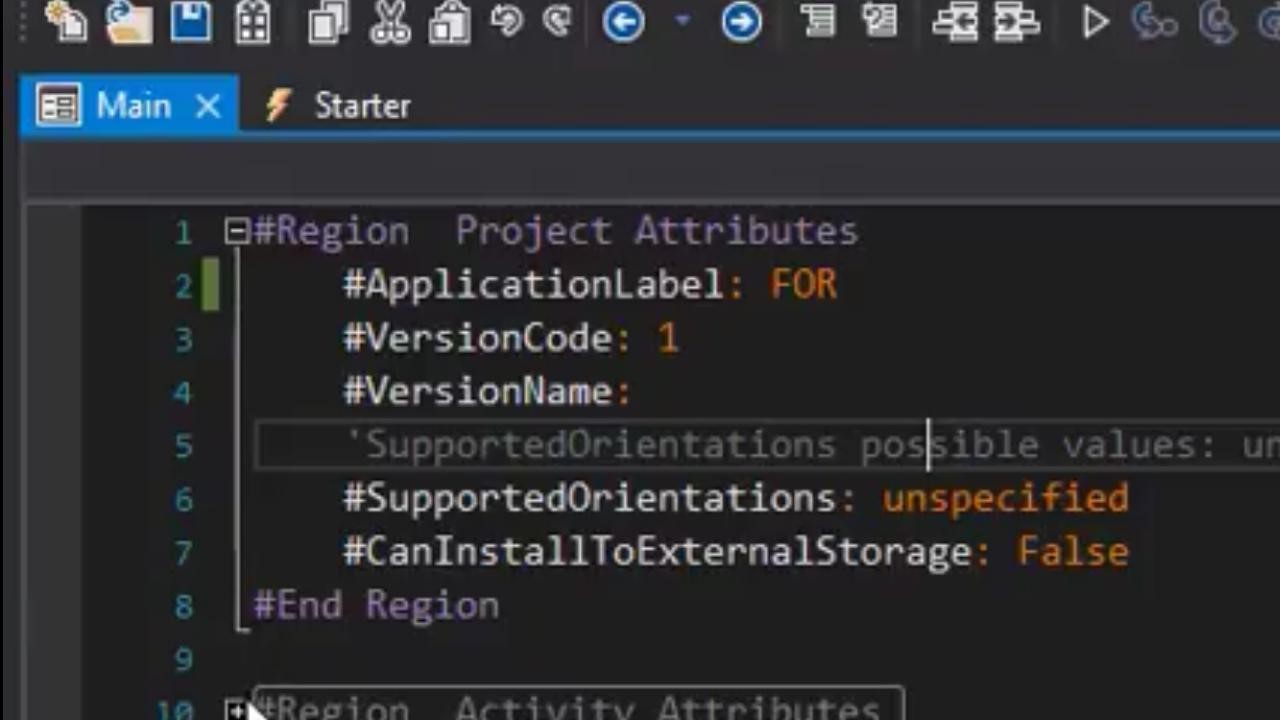 Main Starter
1 #Region Project Attributes
2 #ApplicationLabel: FOR
3 #VersionCode: 1
4 #VersionName:
5 'SupportedOrientations possible values: un
6 #SupportedOrientations: unspecified
7 #CanInstallToExternalStorage: False
8 #End Region
9
10 #Region Activity Attributes